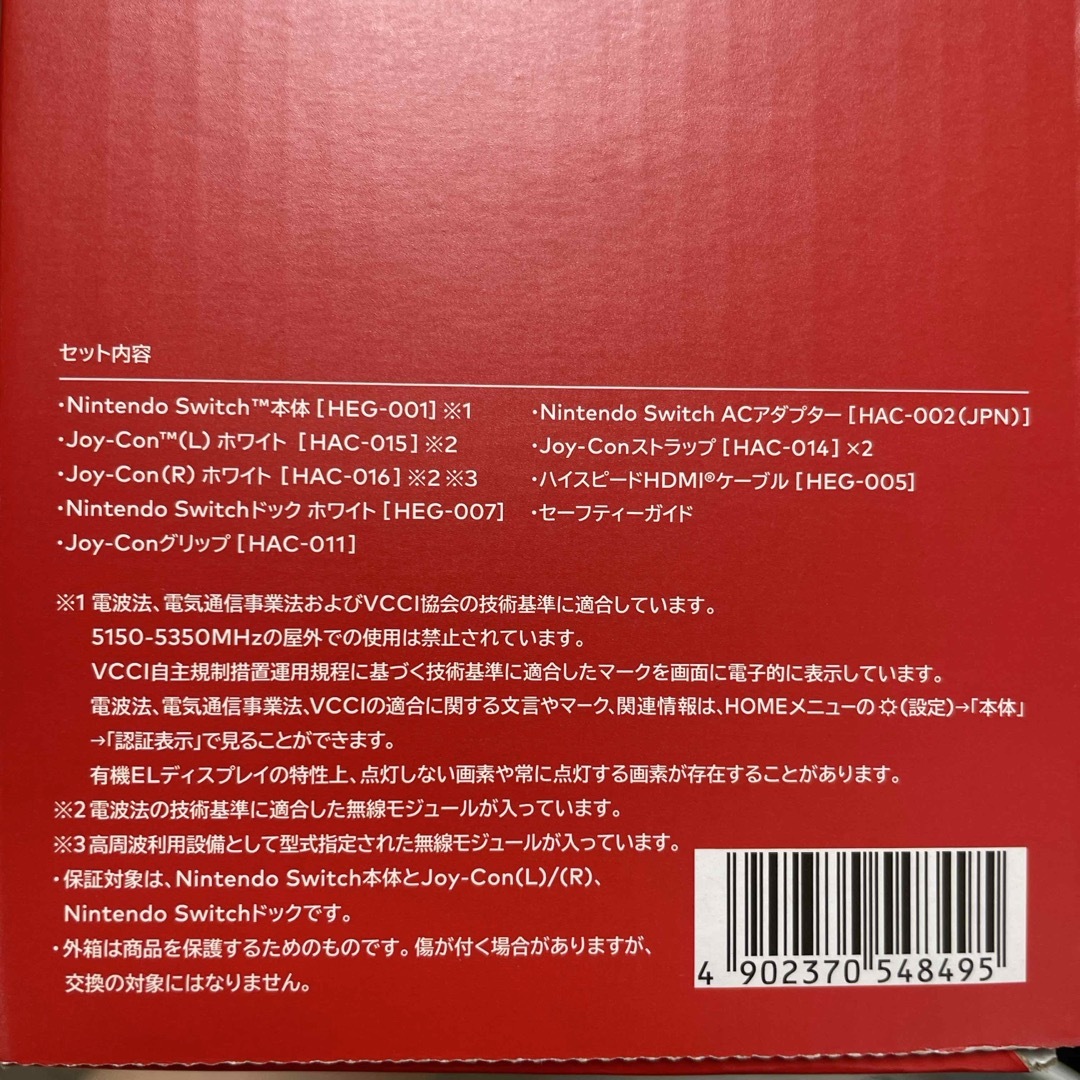 セット内容
・Nintendo Switch™本体[HEG-001]※1
・Joy-Con™(L) ホワイト [HAC-015]※2
・Joy-Con(R) ホワイト [HAC-016]※2※3
・Nintendo Switchドック ホワイト[HEG-007]
・Joy-Conグリップ[HAC-011]
・Nintendo Switch ACアダプター[HAC-002(JPN)]
・Joy-Conストラップ[HAC-014]×2
・ハイスピードHDMI®ケーブル[HEG-005]
・セーフティーガイド
※1 電波法、電気通信事業法およびVCCI協会の技術基準に適合しています。
5150-5350MHzの屋外での使用は禁止されています。
VCCI自主規制措置運用規程に基づく技術基準に適合したマークを画面に電子的に表示しています。
電波法、電気通信事業法、VCCIの適合に関する文言やマーク、関連情報は、HOMEメニューの☼(設定)→「本体」
→「認証表示」で見ることができます。
有機ELディスプレイの特性上、点灯しない画素や常に点灯する画素が存在することがあります。
※2 電波法の技術基準に適合した無線モジュールが入っています。
※3 高周波利用設備として型式指定された無線モジュールが入っています。
・保証対象は、Nintendo Switch本体とJoy-Con(L)/(R)、
Nintendo Switchドックです。
・外箱は商品を保護するためのものです。傷が付く場合がありますが、
交換の対象にはなりません。
4 902370 548495